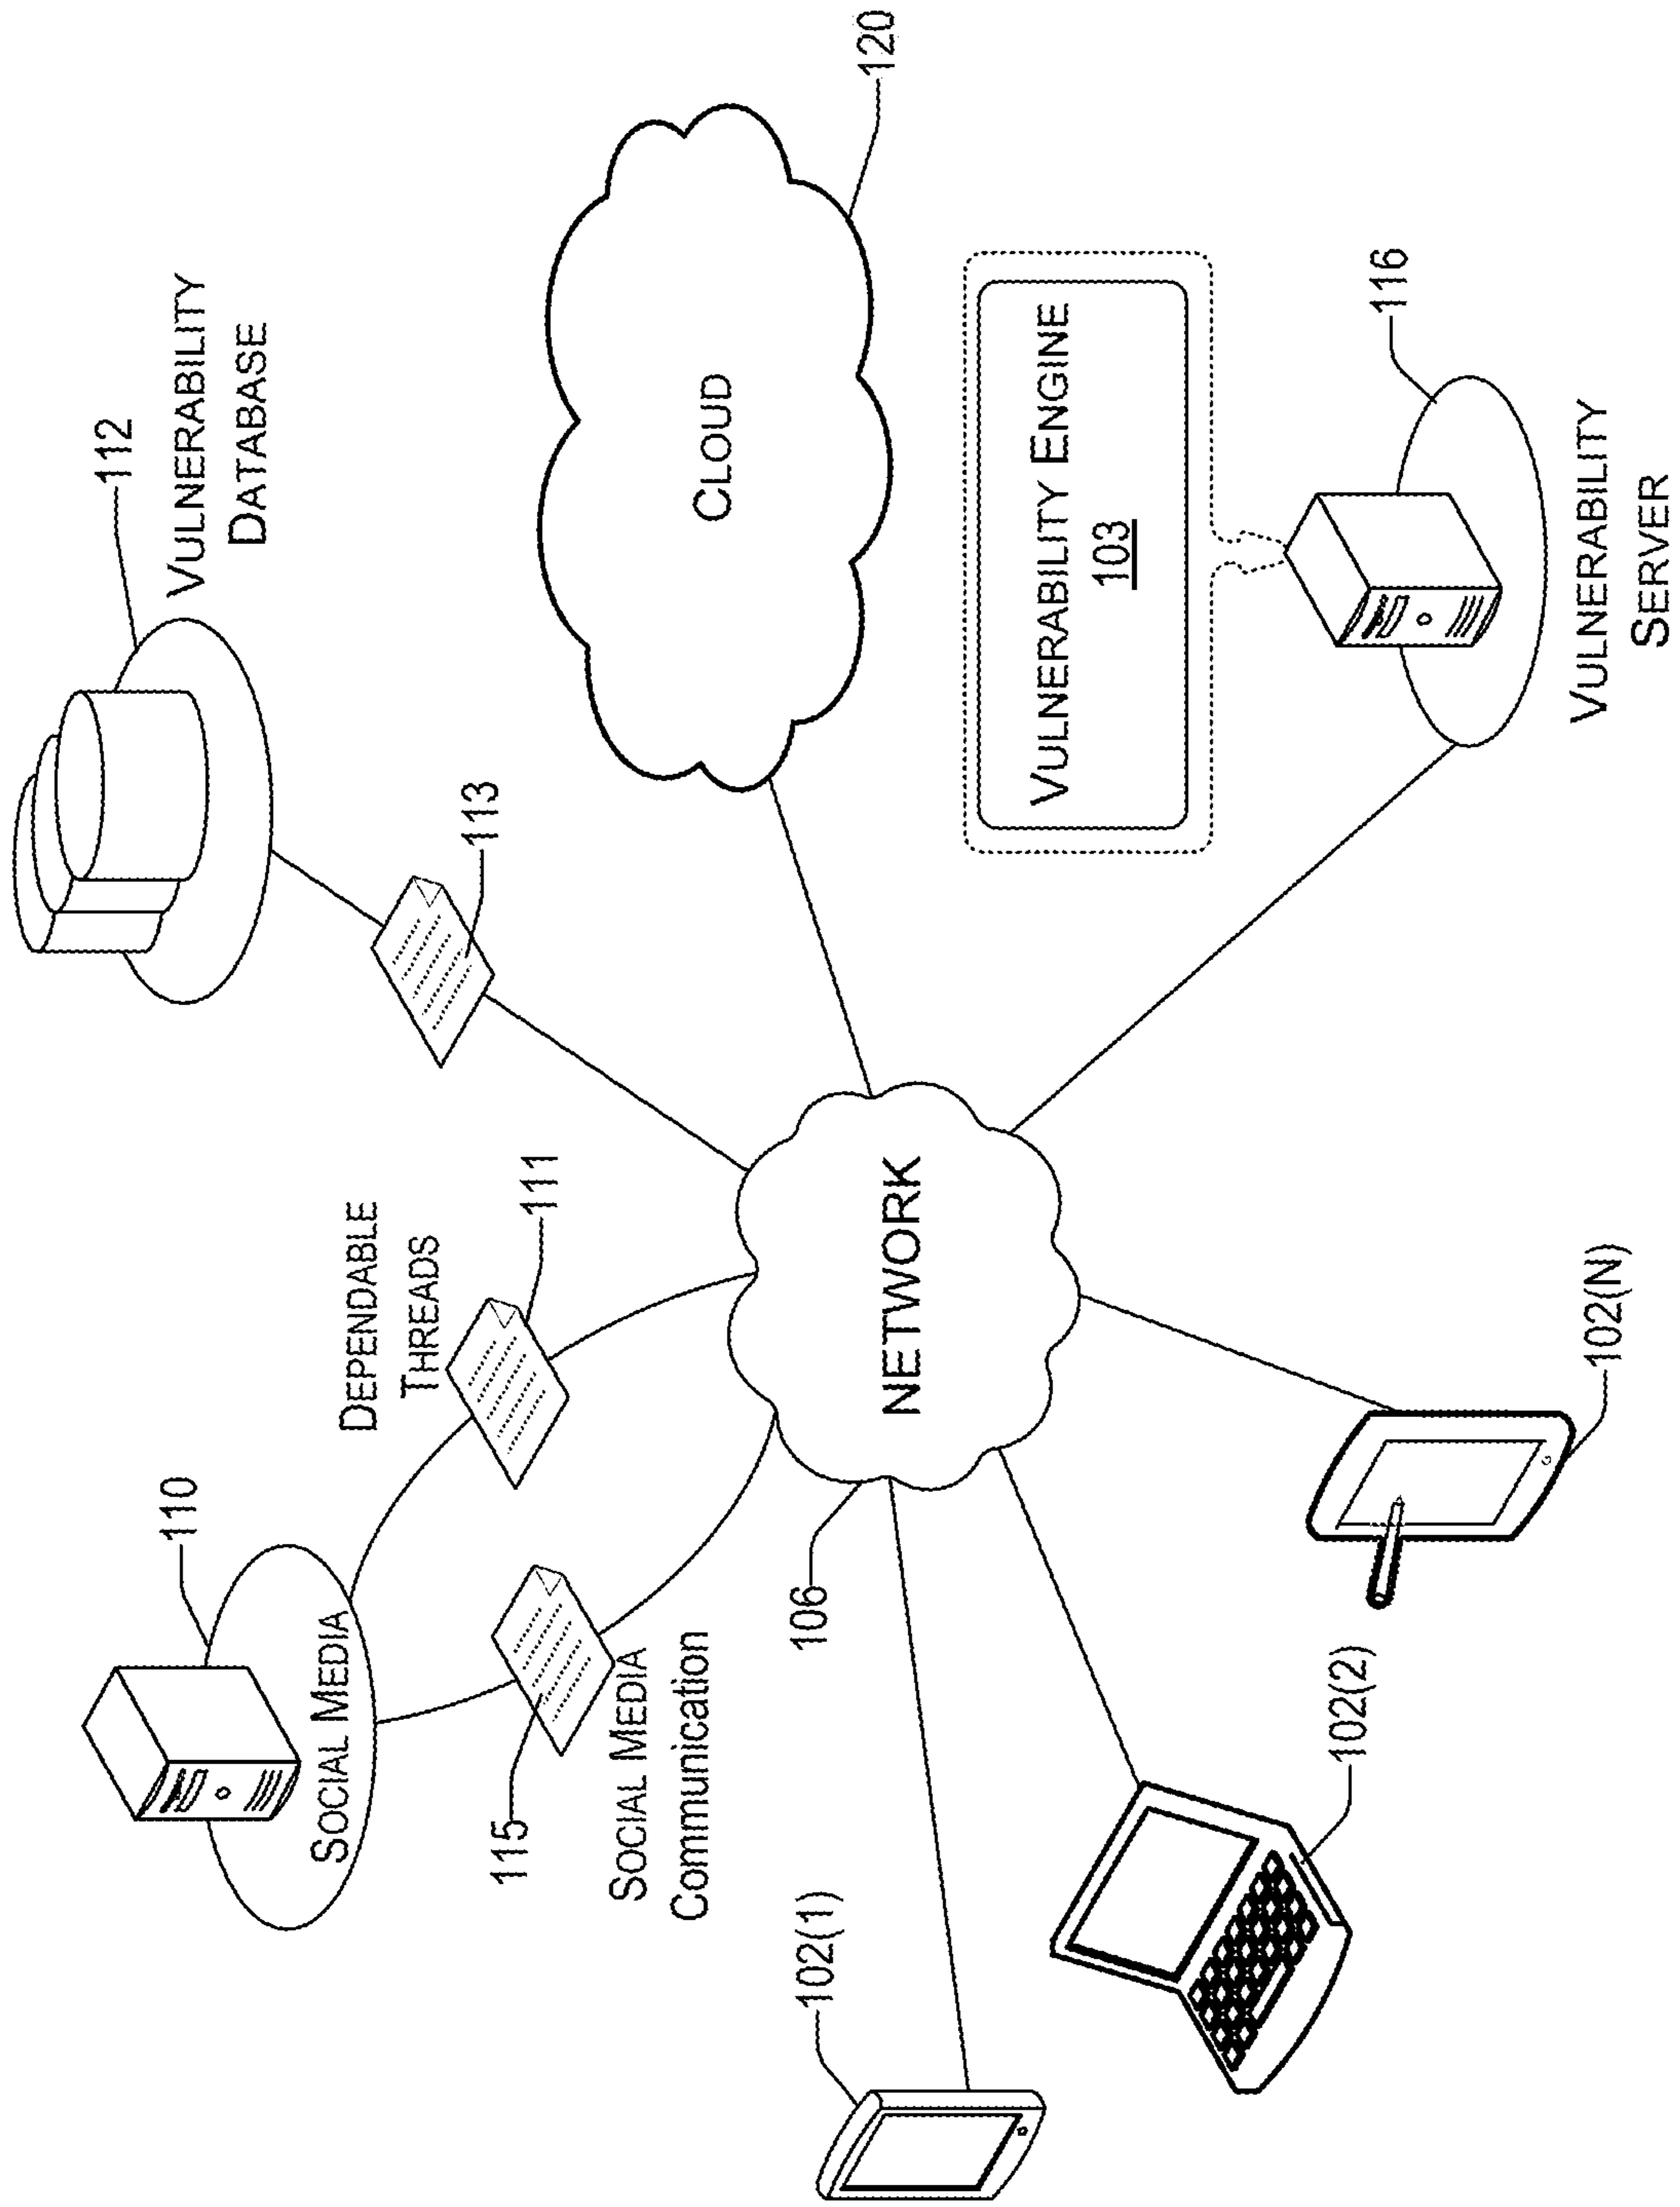 110
SOCIAL MEDIA
DEPENDABLE
THREADS
111
112
VULNERABILITY
DATABASE
113
115
SOCIAL MEDIA
Communication
106
NETWORK
CLOUD
120
102(1)
102(2)
102(N)
VULNERABILITY ENGINE
103
116
VULNERABILITY
SERVER